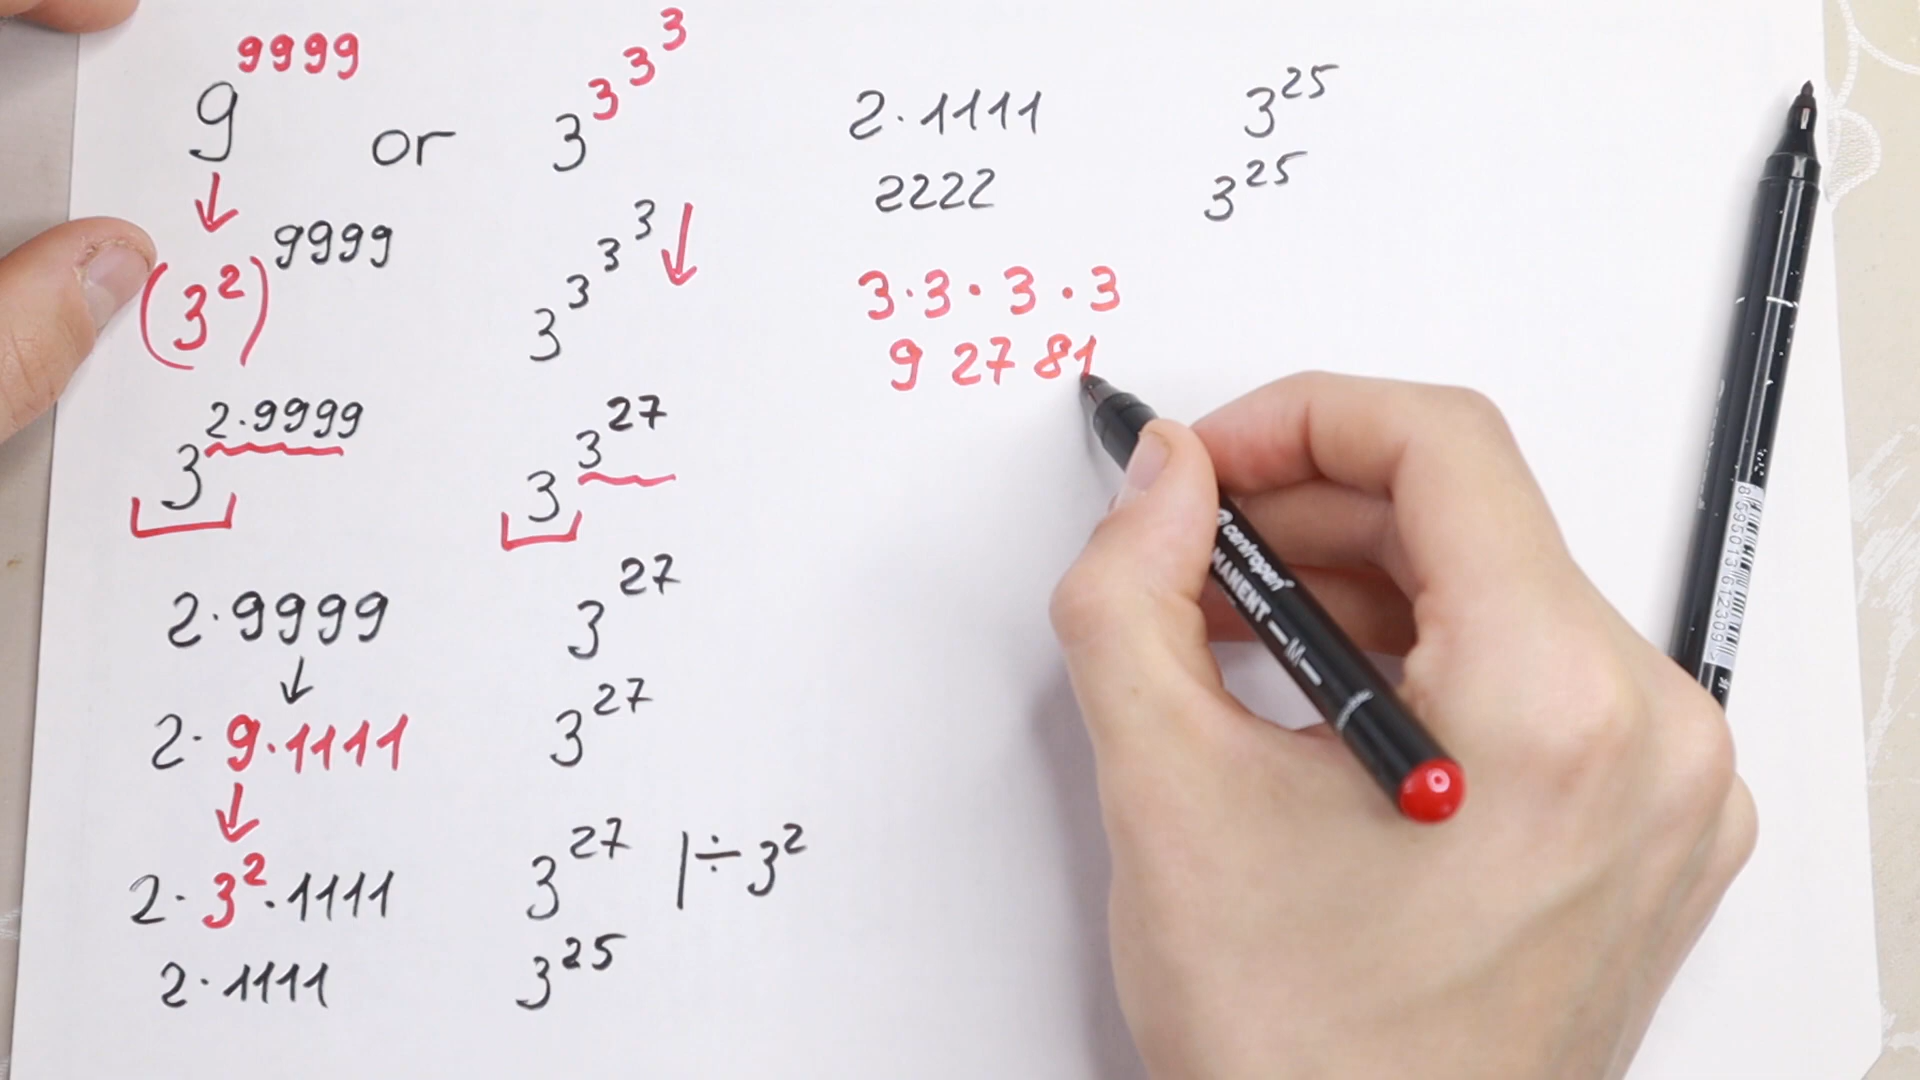 9^9999 or 3^3^3^3
(3^2)^9999 3^3^3^3
3^2·9999 3^3^27
2·9999 3^27
2·9·1111 3^27
2·3^2·1111 3^27 |÷3^2
2·1111 3^25
2·1111 3^25
2222 3^25
3·3·3·3
9 27 81
centropen
MANENT —M—
8 595013 612309